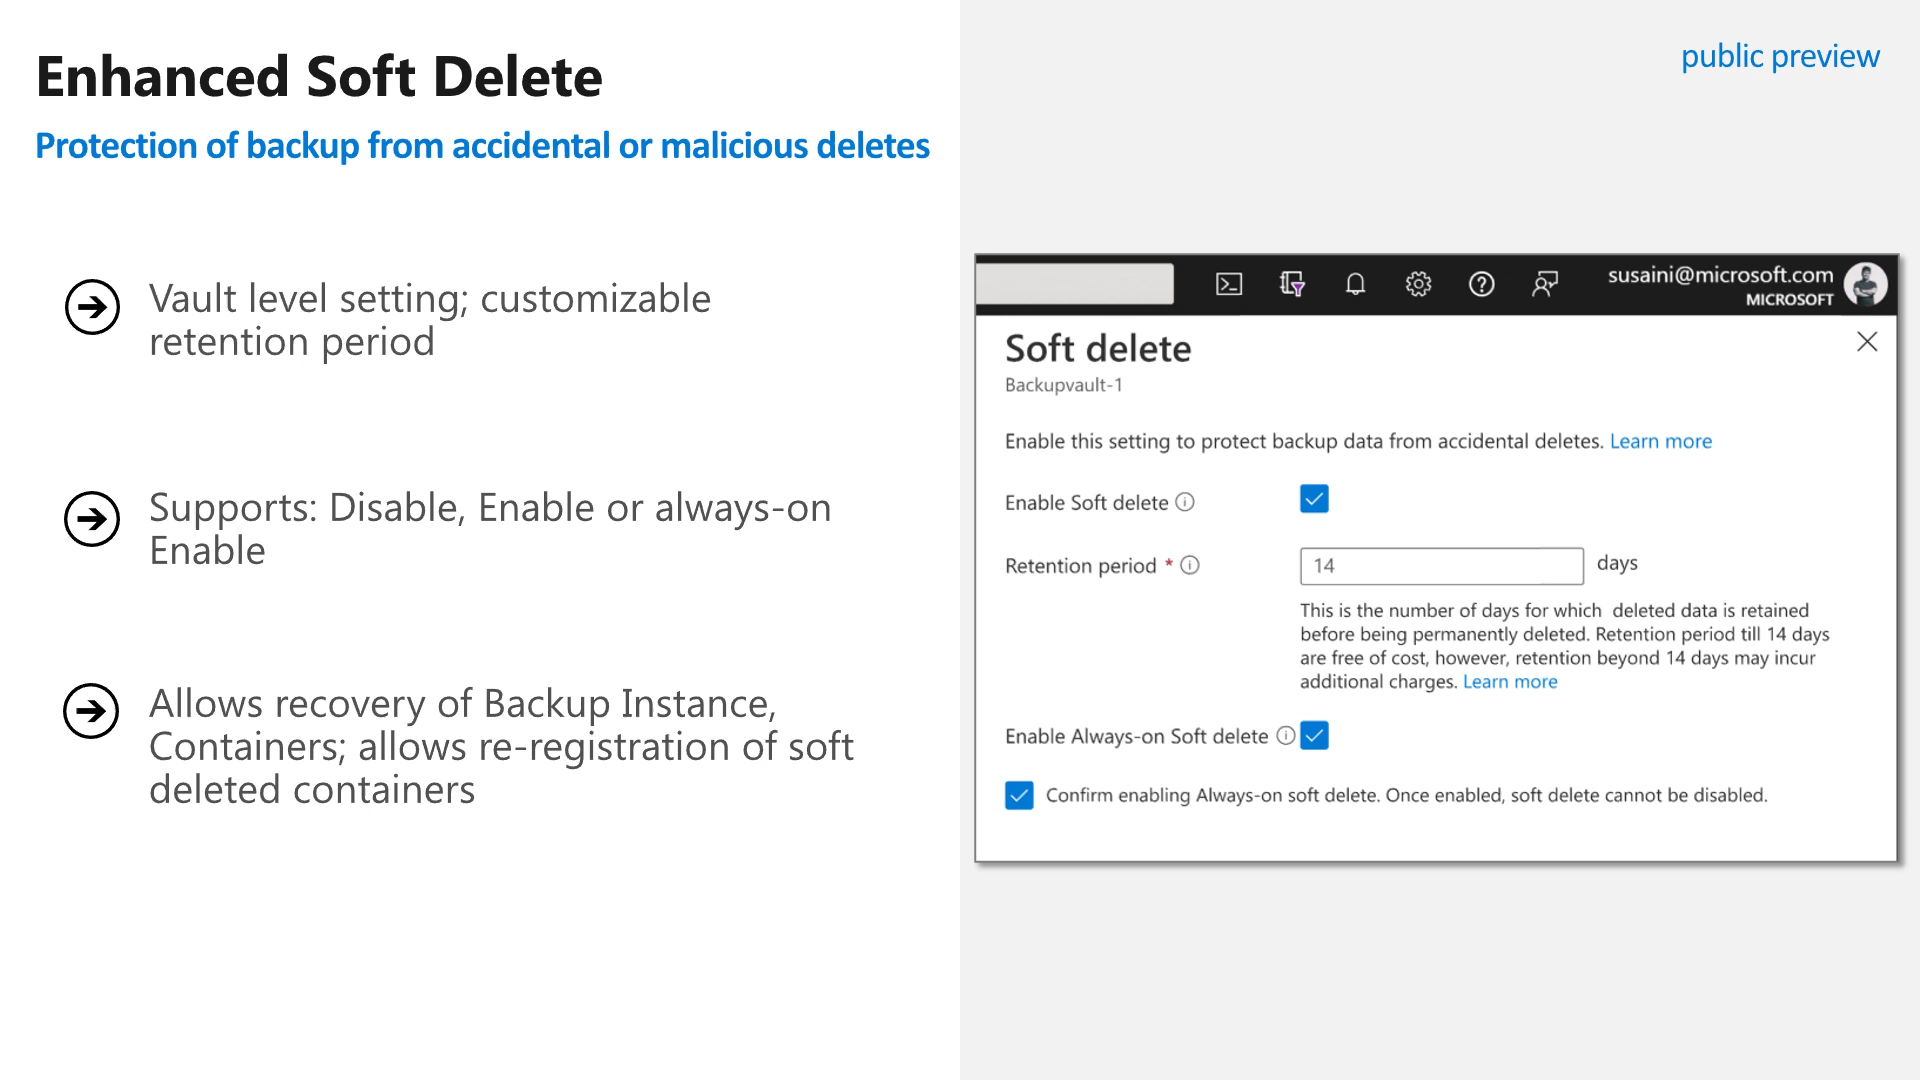 Enhanced Soft Delete
Protection of backup from accidental or malicious deletes
Vault level setting; customizable
retention period
Supports: Disable, Enable or always-on
Enable
Allows recovery of Backup Instance,
Containers; allows re-registration of soft
deleted containers
public preview
susaini@microsoft.com
MICROSOFT
Soft delete
Backupvault-1
Enable this setting to protect backup data from accidental deletes. Learn more
Enable Soft delete
Retention period *
14 days
This is the number of days for which deleted data is retained
before being permanently deleted. Retention period till 14 days
are free of cost, however, retention beyond 14 days may incur
additional charges. Learn more
Enable Always-on Soft delete
Confirm enabling Always-on soft delete. Once enabled, soft delete cannot be disabled.